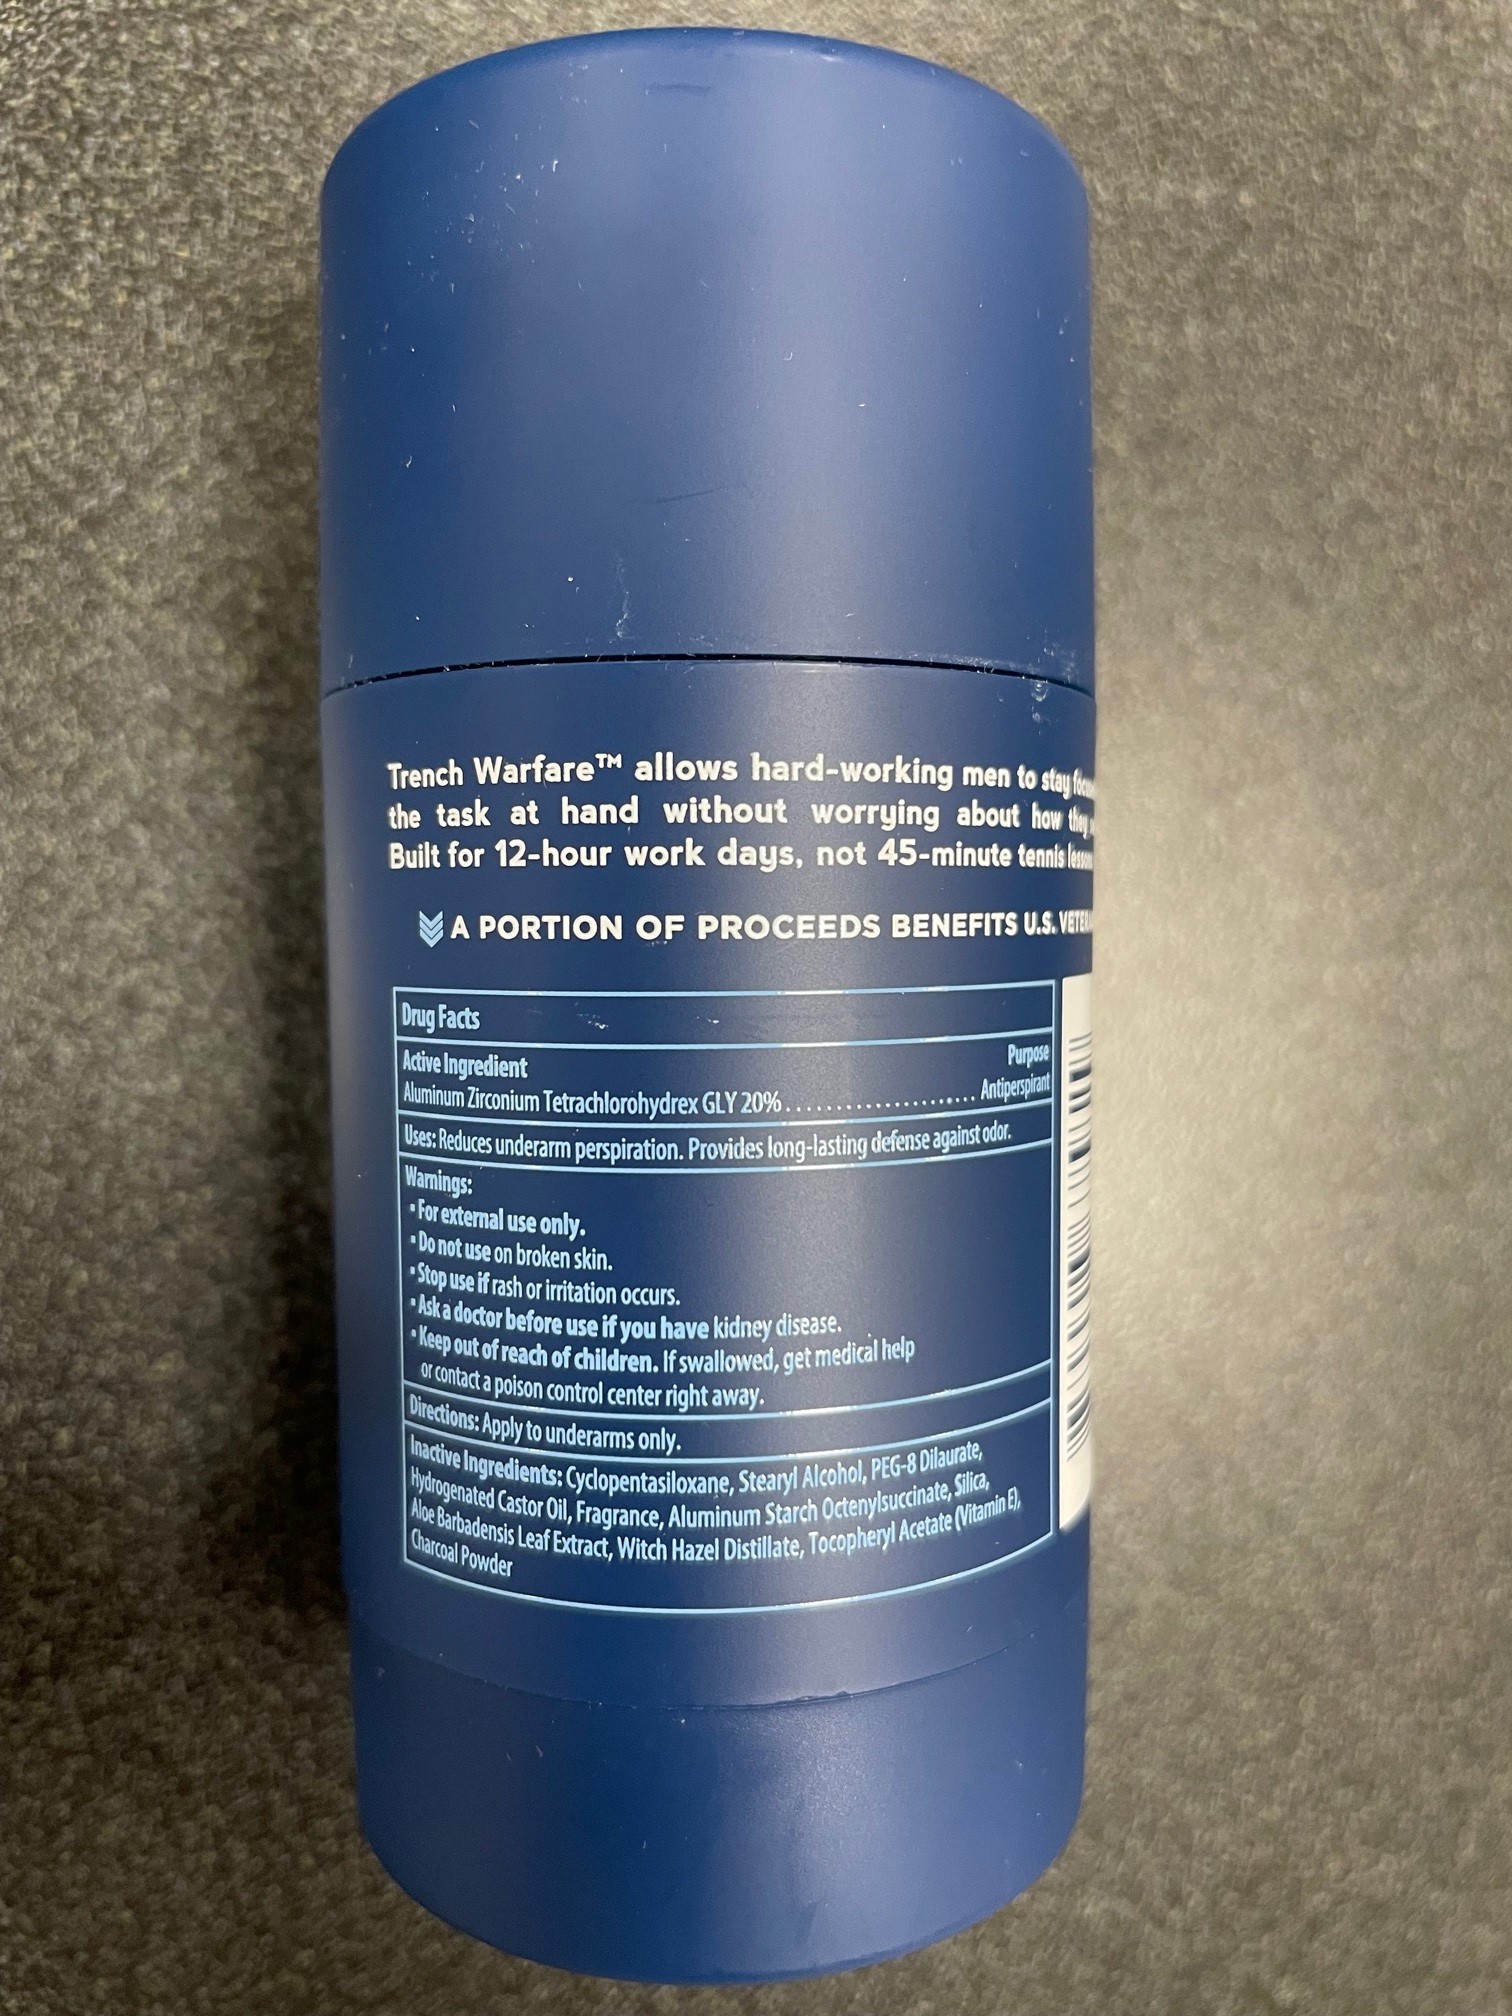 Trench Warfare™ allows hard-working men to stay
the task at hand without worrying about how they
Built for 12-hour work days, not 45-minute tennis
A PORTION OF PROCEEDS BENEFITS U.S.
Drug Facts
Active Ingredient Purpose
Aluminum Zirconium Tetrachlorohydrex GLY 20%...................... Antiperspirant
Uses: Reduces underarm perspiration. Provides long-lasting defense against odor.
Warnings:
• For external use only.
• Do not use on broken skin.
• Stop use if rash or irritation occurs.
• Ask a doctor before use if you have kidney disease.
• Keep out of reach of children. If swallowed, get medical help
or contact a poison control center right away.
Directions: Apply to underarms only.
Inactive Ingredients: Cyclopentasiloxane, Stearyl Alcohol, PEG-8 Dilaurate,
Hydrogenated Castor Oil, Fragrance, Aluminum Starch Octenylsuccinate, Silica,
Aloe Barbadensis Leaf Extract, Witch Hazel Distillate, Tocopheryl Acetate (Vitamin E),
Charcoal Powder